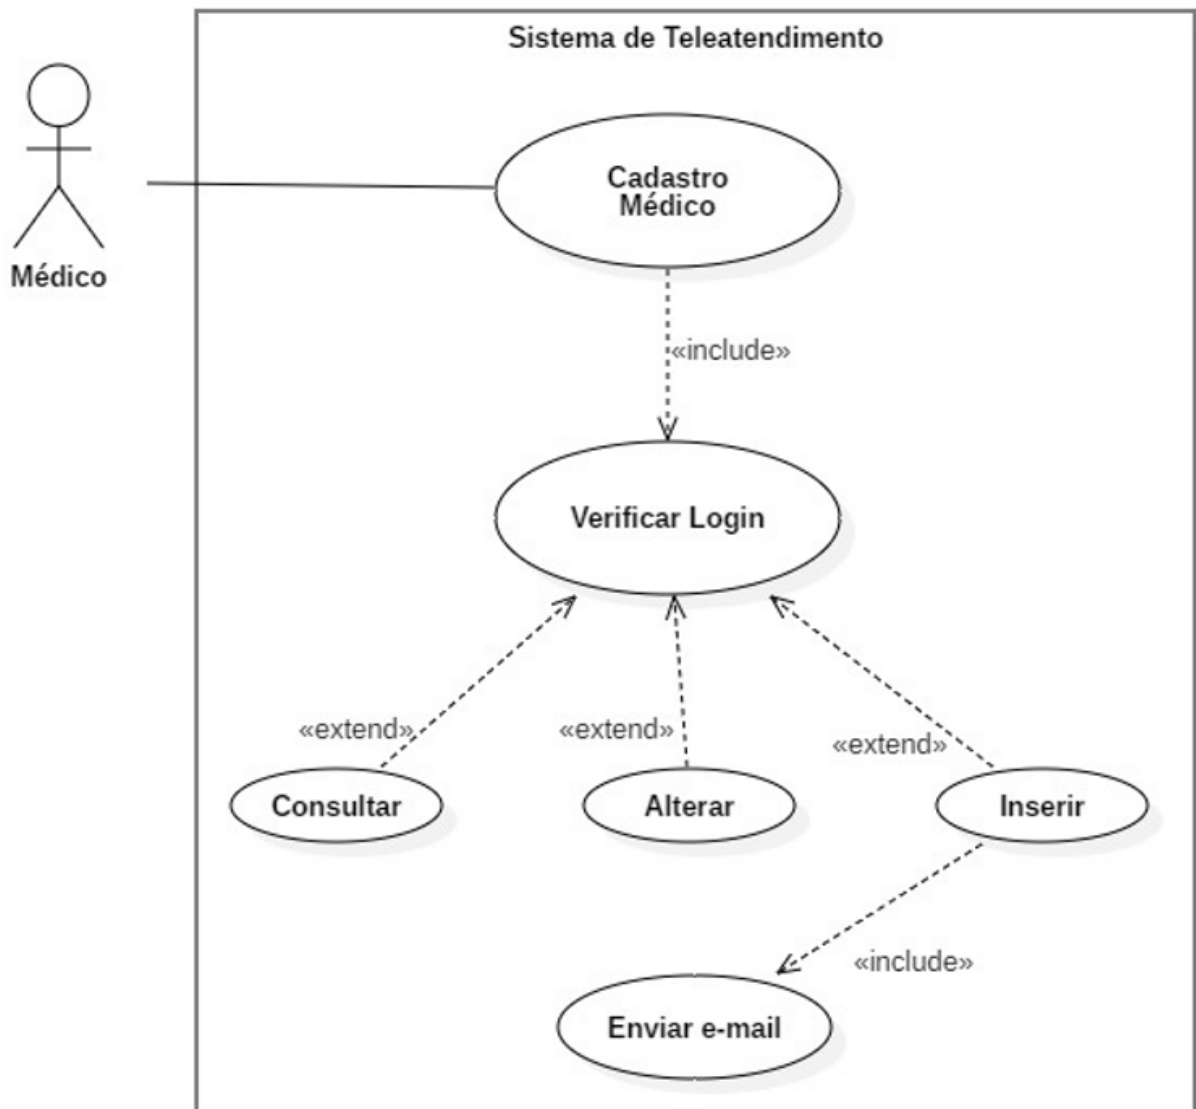 Sistema de Teleatendimento
Cadastro
Médico
Médico
«include»
Verificar Login
«extend»
«extend»
«extend»
Consultar
Alterar
Inserir
«include»
Enviar e-mail